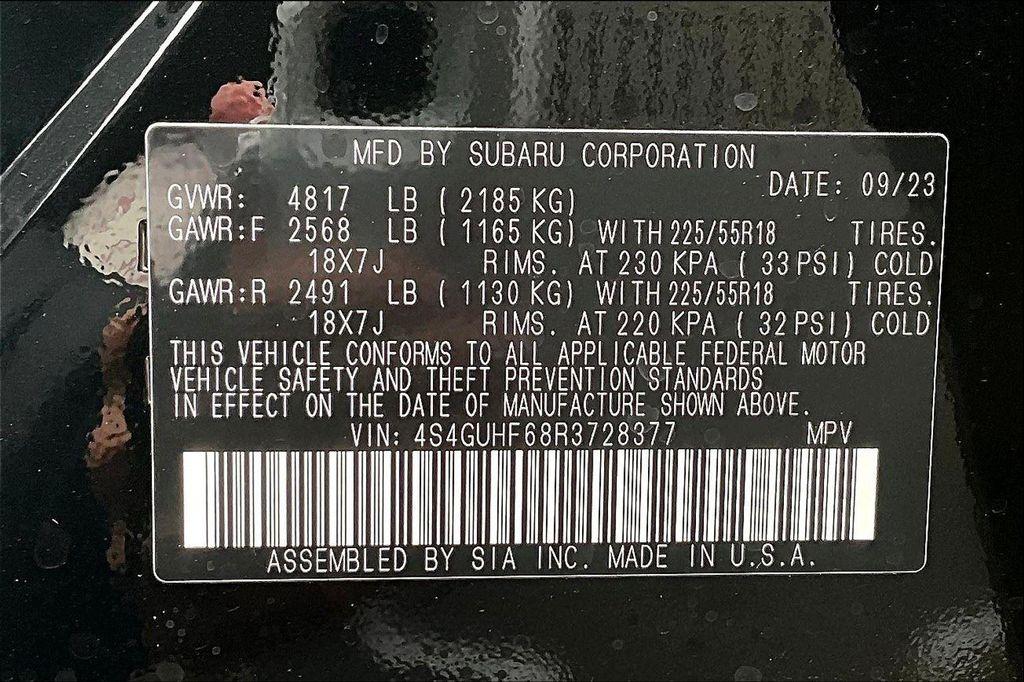 MFD BY SUBARU CORPORATION
DATE: 09/23
GVWR: 4817 LB ( 2185 KG)
GAWR:F 2568 LB ( 1165 KG) WITH 225/55R18 TIRES.
18X7J RIMS. AT 230 KPA ( 33 PSI) COLD
GAWR:R 2491 LB ( 1130 KG) WITH 225/55R18 TIRES.
18X7J RIMS. AT 220 KPA ( 32 PSI) COLD
THIS VEHICLE CONFORMS TO ALL APPLICABLE FEDERAL MOTOR
VEHICLE SAFETY AND THEFT PREVENTION STANDARDS
IN EFFECT ON THE DATE OF MANUFACTURE SHOWN ABOVE.
VIN: 4S4GUHF68R3728377 MPV
ASSEMBLED BY SIA INC. MADE IN U.S.A.